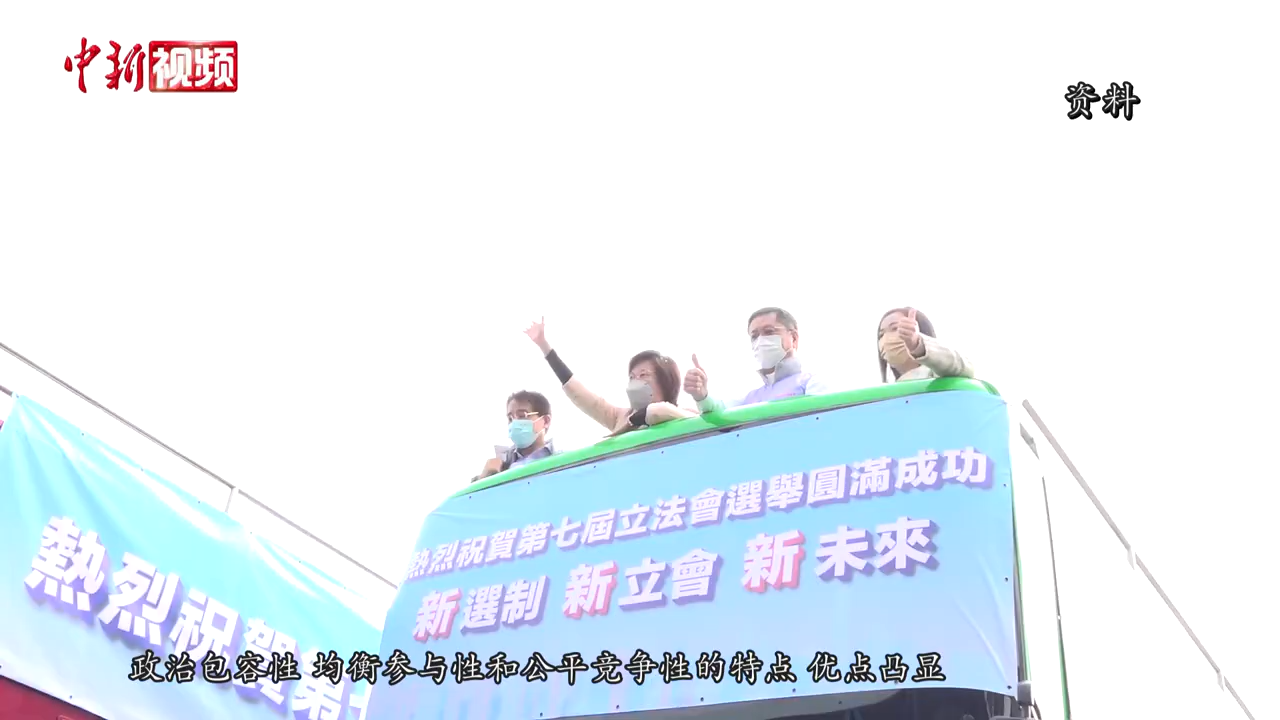 中新视频
资料
熱烈祝賀第七屆立法會選舉圓滿成功
新選制 新立會 新未來
熱烈祝賀第
政治包容性 均衡参与性和公平竞争性的特点 优点凸显